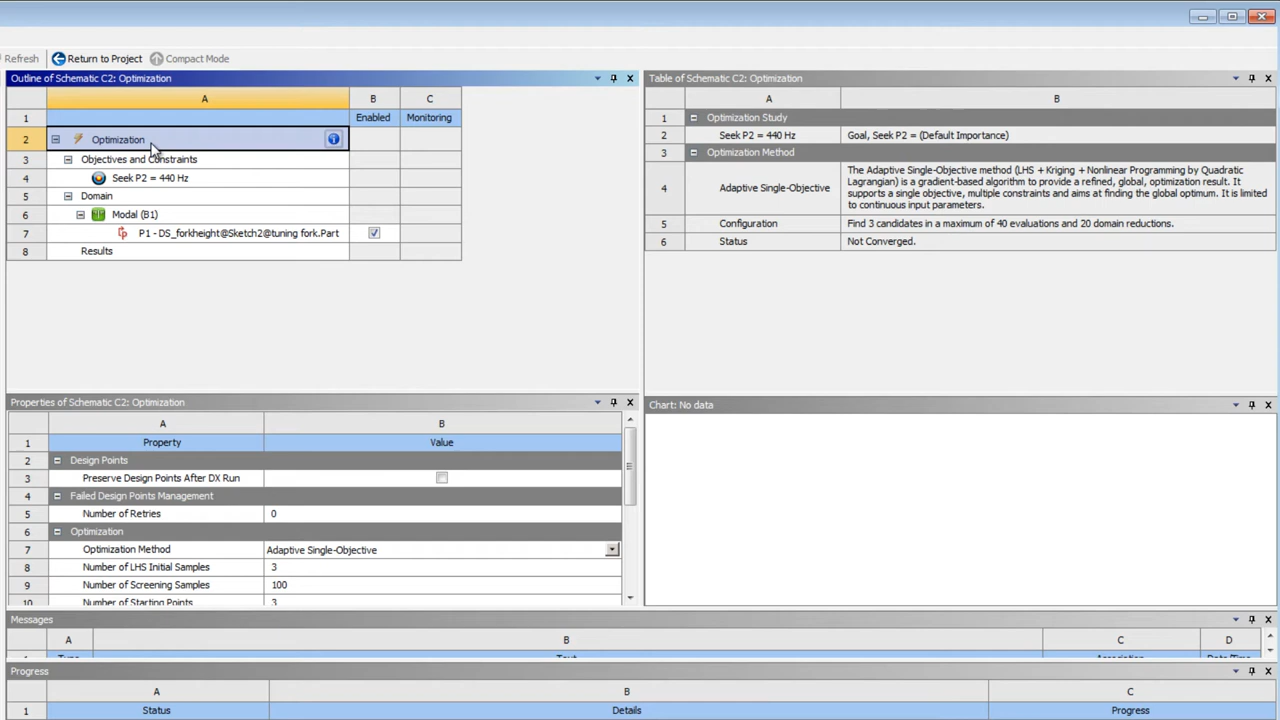 Refresh Return to Project Compact Mode
Outline of Schematic C2: Optimization
A B C
1 Enabled Monitoring
2 Optimization
3 Objectives and Constraints
4 Seek P2 = 440 Hz
5 Domain
6 Modal (B1)
7 P1 - DS_forkheight@Sketch2@tuning fork.Part
8 Results
Table of Schematic C2: Optimization
A B
1 Optimization Study
2 Seek P2 = 440 Hz Goal, Seek P2 = (Default Importance)
3 Optimization Method
4 Adaptive Single-Objective
The Adaptive Single-Objective method (LHS + Kriging + Nonlinear Programming by Quadratic
Lagrangian) is a gradient-based algorithm to provide a refined, global, optimization result. It
supports a single objective, multiple constraints and aims at finding the global optimum. It is limited
to continuous input parameters.
5 Configuration Find 3 candidates in a maximum of 40 evaluations and 20 domain reductions.
6 Status Not Converged.
Properties of Schematic C2: Optimization
A B
1 Property Value
2 Design Points
3 Preserve Design Points After DX Run
4 Failed Design Points Management
5 Number of Retries 0
6 Optimization
7 Optimization Method Adaptive Single-Objective
8 Number of LHS Initial Samples 3
9 Number of Screening Samples 100
10 Number of Starting Points 3
Chart: No data
Messages
A B C D
Type Text Association Date/Time
Progress
A B C
1 Status Details Progress